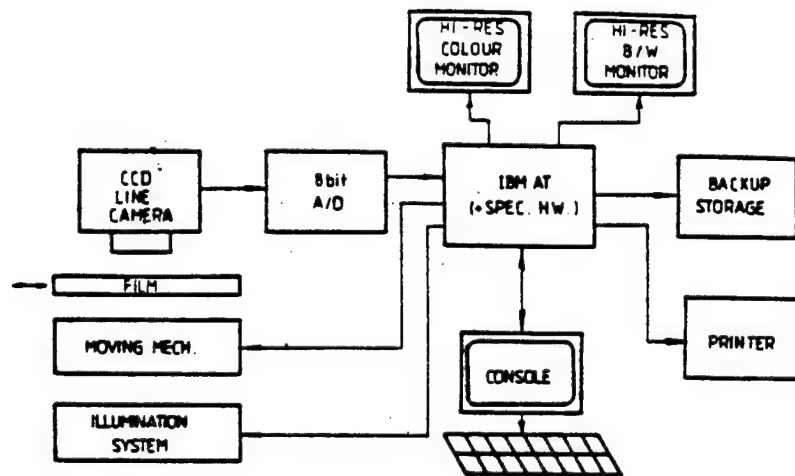 HI-RES
COLOUR
MONITOR
HI-RES
B/W
MONITOR
CCD
LINE
CAMERA
8bit
A/D
IBM AT
(+SPEC. HW.)
BACKUP
STORAGE
FILM
MOVING MECH.
CONSOLE
PRINTER
ILLUMINATION
SYSTEM